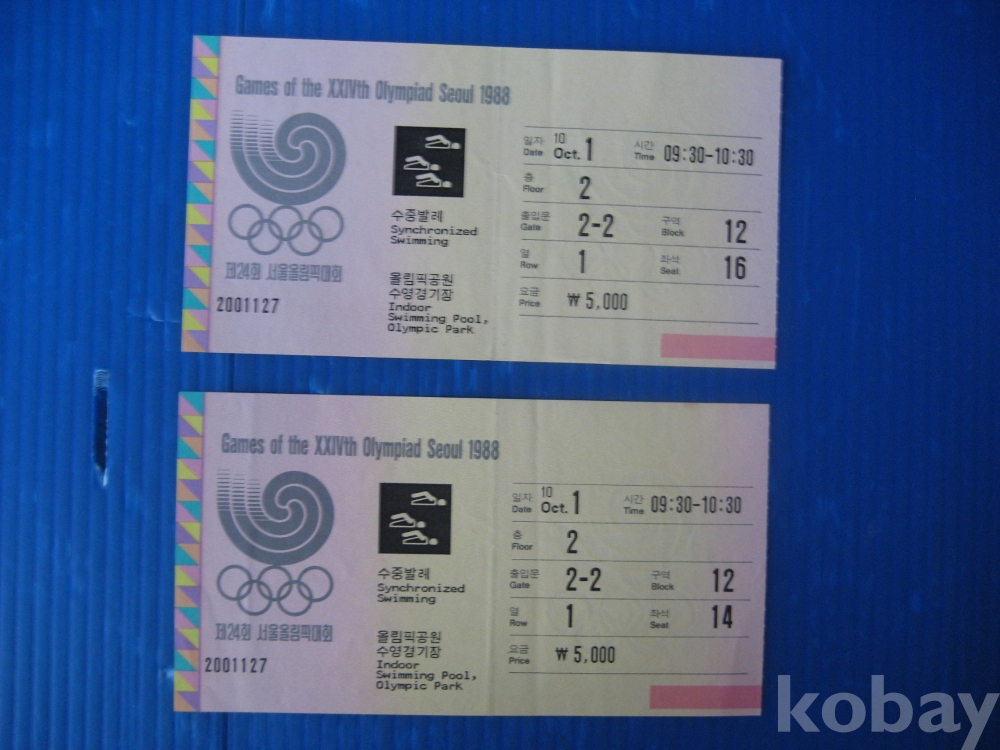 Games of the XXIVth Olympiad Seoul 1988
제24회 서울올림픽대회
2001127
수중발레
Synchronized
Swimming
올림픽공원
수영경기장
Indoor
Swimming Pool,
Olympic Park
일자 Date 10 Oct. 1 시간 Time 09:30-10:30
층 Floor 2
출입문 Gate 2-2 구역 Block 12
열 Row 1 좌석 Seat 16
요금 Price ₩ 5,000
Games of the XXIVth Olympiad Seoul 1988
제24회 서울올림픽대회
2001127
수중발레
Synchronized
Swimming
올림픽공원
수영경기장
Indoor
Swimming Pool,
Olympic Park
일자 Date 10 Oct. 1 시간 Time 09:30-10:30
층 Floor 2
출입문 Gate 2-2 구역 Block 12
열 Row 1 좌석 Seat 14
요금 Price ₩ 5,000
kobay